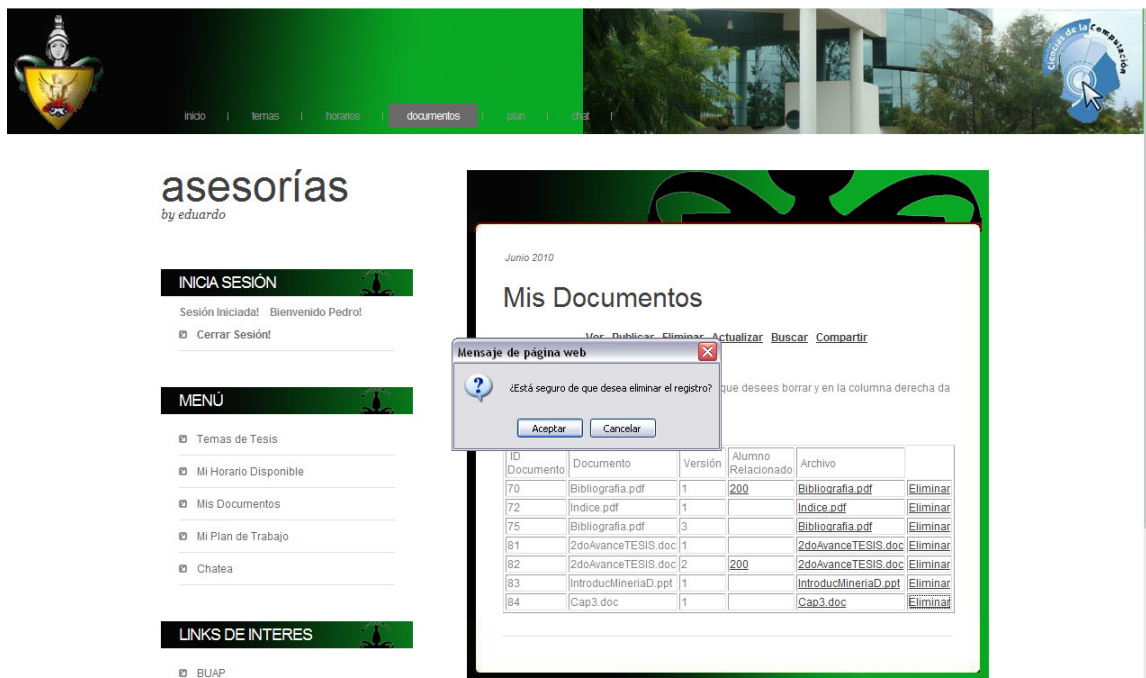 Ciencias de la Computación
inicio | temas | horarios | documentos | plan | chat |
asesorías
by eduardo
INICIA SESIÓN
Sesión Iniciada! Bienvenido Pedro!
Cerrar Sesión!
MENÚ
Temas de Tesis
Mi Horario Disponible
Mis Documentos
Mi Plan de Trabajo
Chatea
LINKS DE INTERES
BUAP
Junio 2010
Mis Documentos
Ver Publicar Eliminar Actualizar Buscar Compartir
que desees borrar y en la columna derecha da
Mensaje de página web
¿Está seguro de que desea eliminar el registro?
Aceptar Cancelar
ID Documento Documento Versión Alumno Relacionado Archivo
70 Bibliografia.pdf 1 200 Bibliografia.pdf Eliminar
72 Indice.pdf 1 Indice.pdf Eliminar
75 Bibliografia.pdf 3 Bibliografia.pdf Eliminar
81 2doAvanceTESIS.doc 1 2doAvanceTESIS.doc Eliminar
82 2doAvanceTESIS.doc 2 200 2doAvanceTESIS.doc Eliminar
83 IntroducMineriaD.ppt 1 IntroducMineriaD.ppt Eliminar
84 Cap3.doc 1 Cap3.doc Eliminar